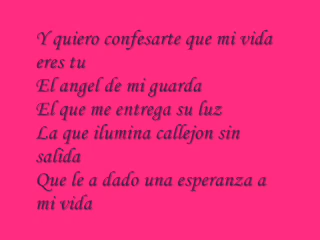 Y quiero confesarte que mi vida
eres tu
El angel de mi guarda
El que me entrega su luz
La que ilumina callejon sin
salida
Que le a dado una esperanza a
mi vida